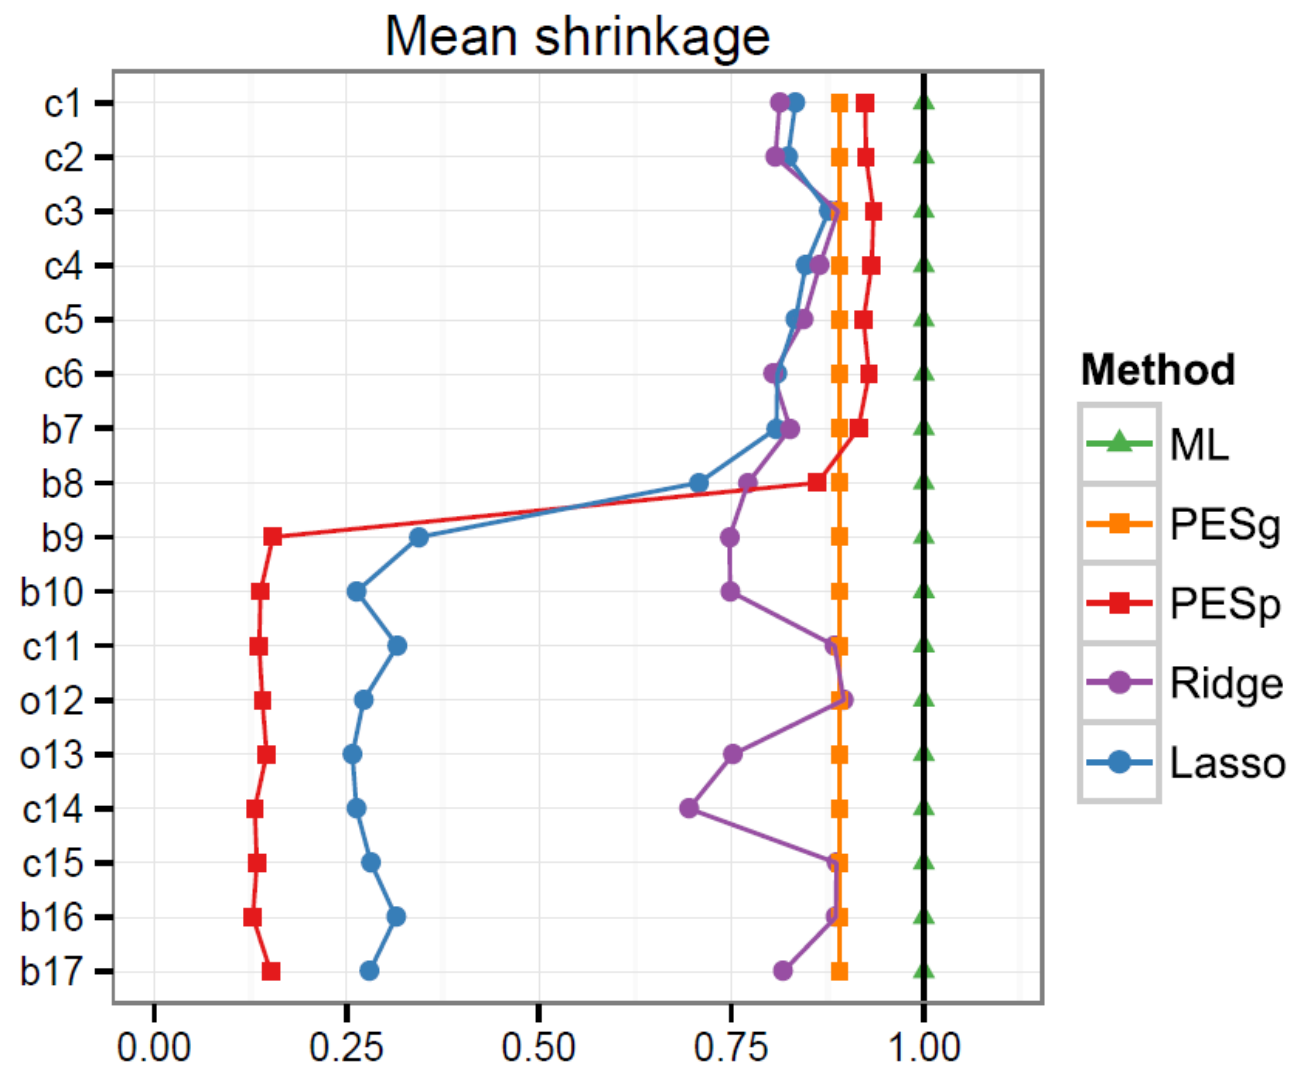 Mean shrinkage
c1
c2
c3
c4
c5
c6
b7
b8
b9
b10
c11
o12
o13
c14
c15
b16
b17
0.00 0.25 0.50 0.75 1.00
Method
ML
PESg
PESp
Ridge
Lasso